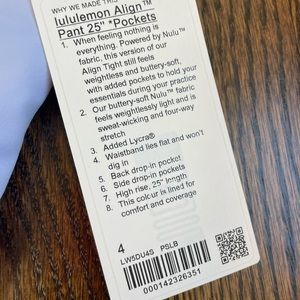 WHY WE MADE THIS
lululemon Align™
Pant 25" *Pockets
1. When feeling nothing is
everything. Powered by Nulu™
fabric, this version of our
Align Tight still feels
weightless and buttery-soft,
with added pockets to hold your
essentials during your practice
2. Our buttery-soft Nulu™ fabric
feels weightlessly light and is
sweat-wicking and four-way
stretch
3. Added Lycra®
4. Waistband lies flat and won't
dig in
5. Back drop-in pocket
6. Side drop-in pockets
7. High rise, 25" length
8. This colour is lined for
comfort and coverage
4
LW5DU4S PSLB
000142326351